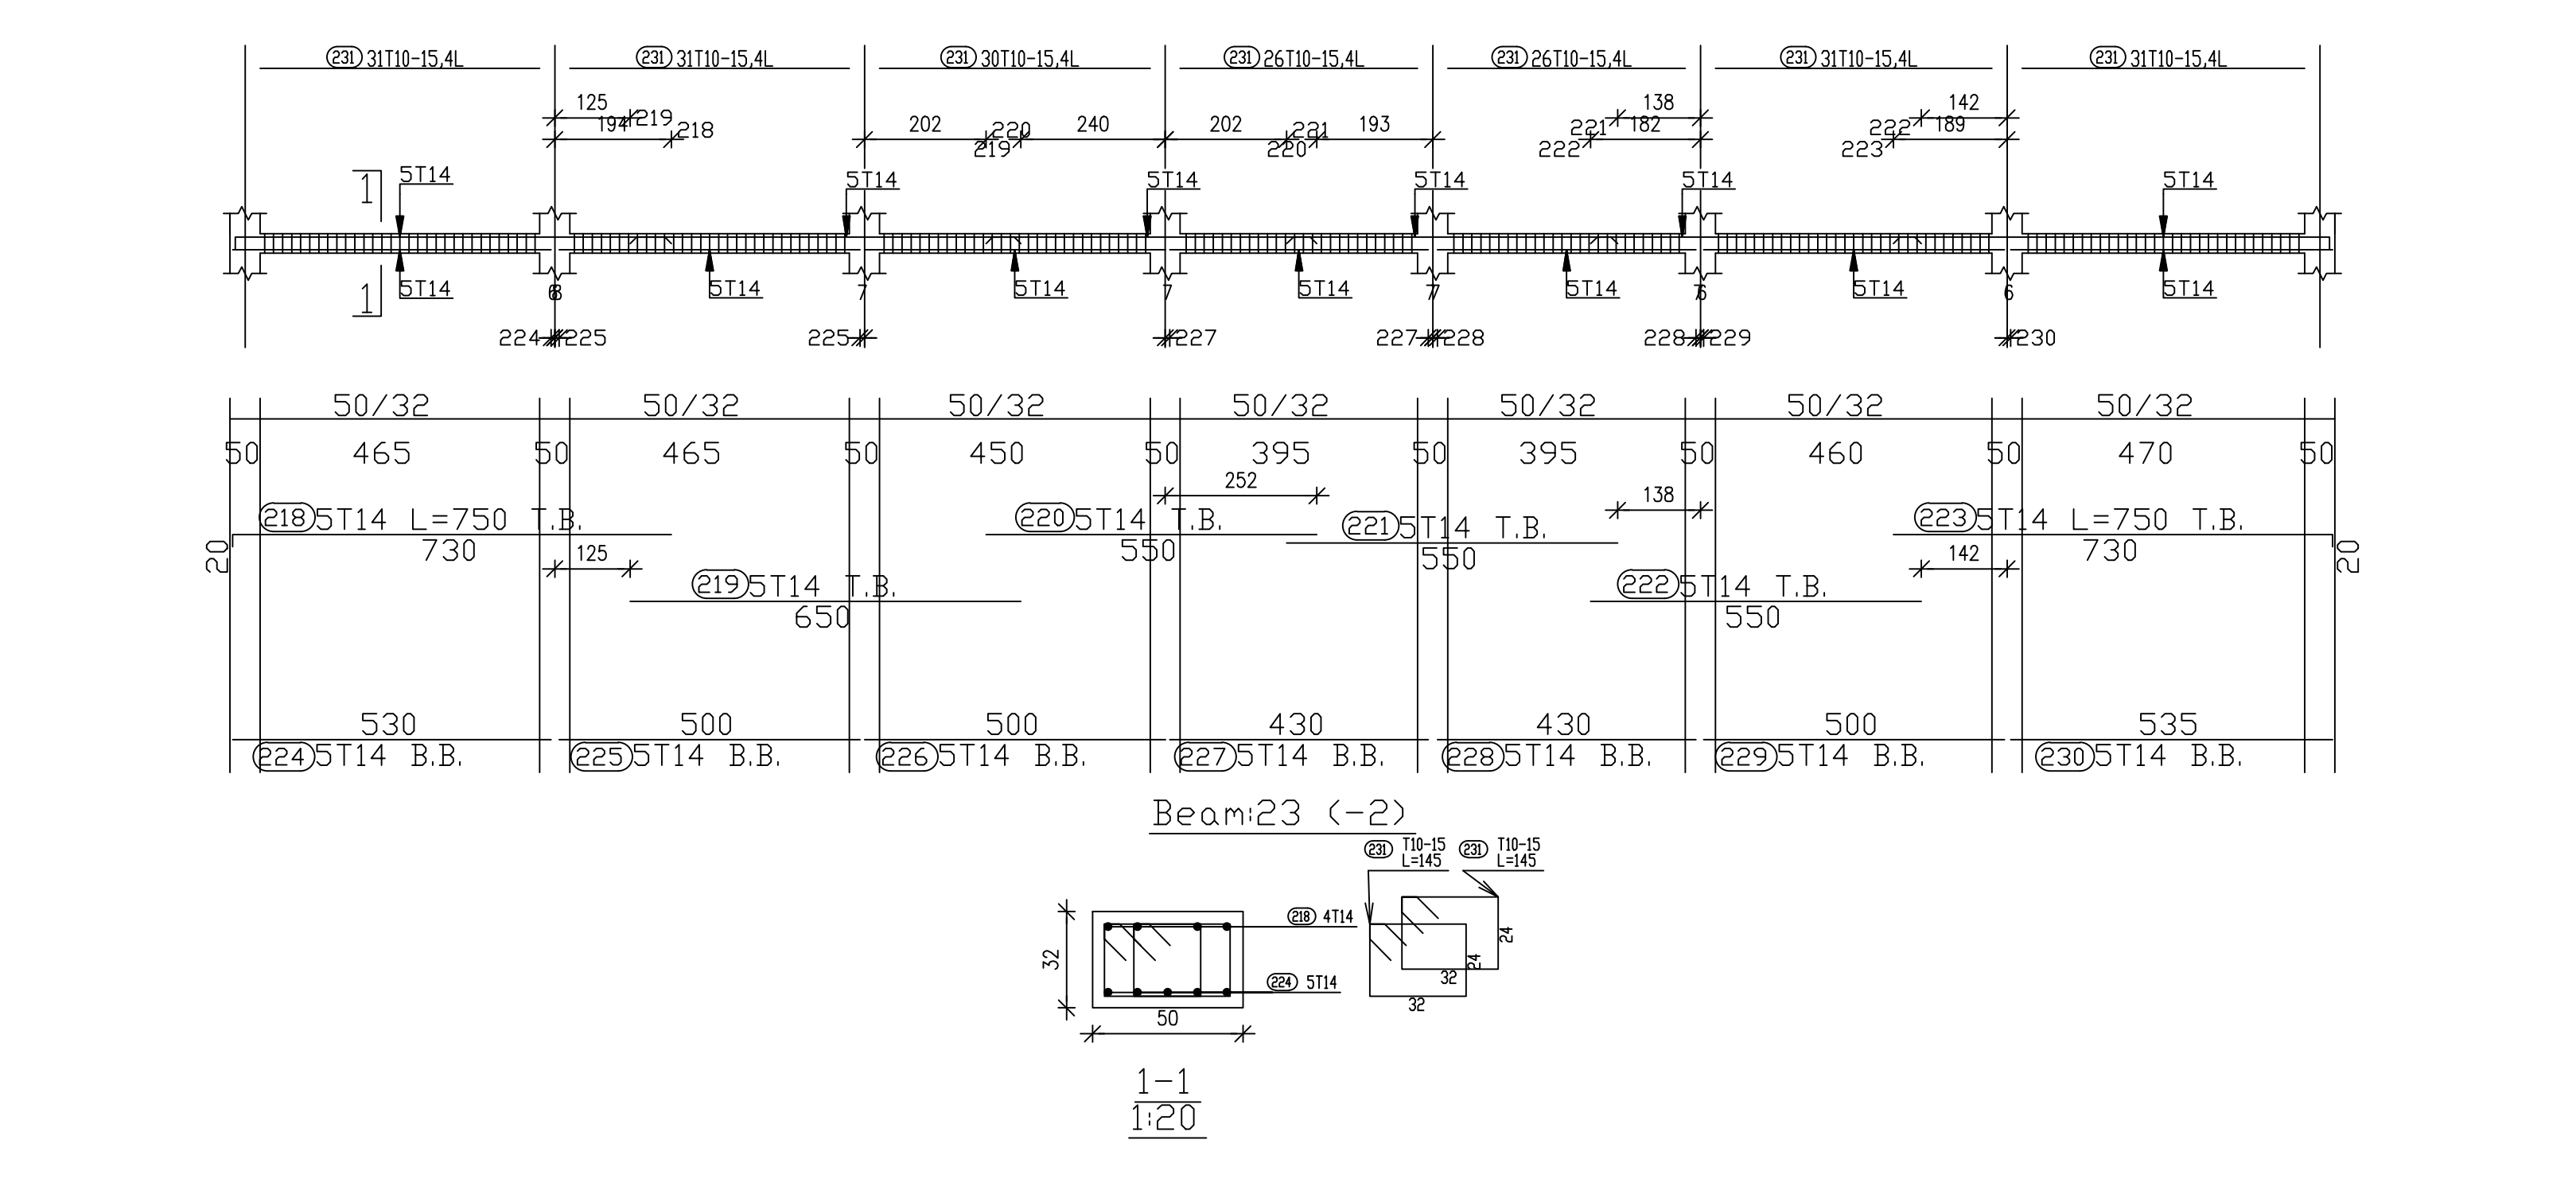 231 31T10-15,4L 231 31T10-15,4L 231 30T10-15,4L 231 26T10-15,4L 231 26T10-15,4L 231 31T10-15,4L 231 31T10-15,4L
125 138 142
194 219 218 202 220 240 202 221 193 221 182 222 189
219 220 222 223
1 5T14 5T14 5T14 5T14 5T14 5T14
1 5T14 5T14 5T14 5T14 5T14 5T14 5T14
6 8 7 7 7 7 6 6
224 225 225 227 227 228 228 229 230
50/32 50/32 50/32 50/32 50/32 50/32 50/32
50 465 50 465 50 450 50 395 50 395 50 460 50 470 50
252 138
218 5T14 L=750 T.B. 220 5T14 T.B. 221 5T14 T.B. 223 5T14 L=750 T.B.
20 730 125 550 550 142 730 20
219 5T14 T.B. 222 5T14 T.B.
650 550
530 500 500 430 430 500 535
224 5T14 B.B. 225 5T14 B.B. 226 5T14 B.B. 227 5T14 B.B. 228 5T14 B.B. 229 5T14 B.B. 230 5T14 B.B.
Beam:23 (-2)
231 T10-15 231 T10-15
L=145 L=145
218 4T14
32 24 24
224 5T14 32
50 32
1-1
1:20